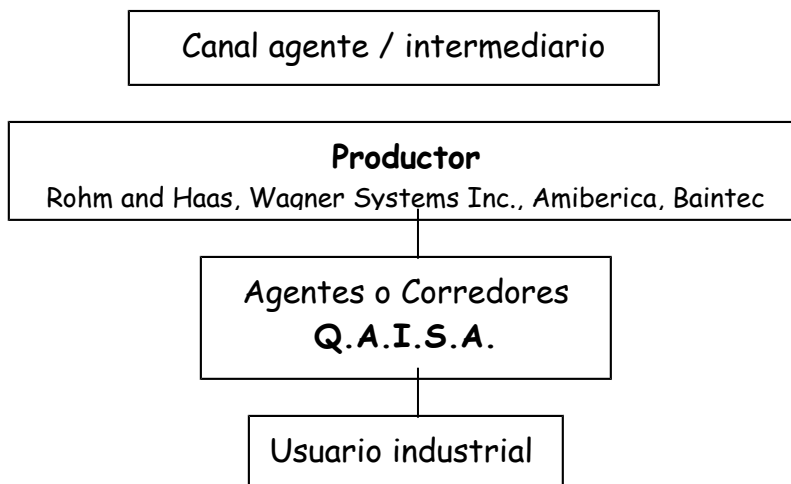 Canal agente / intermediario
Productor
Rohm and Haas, Wagner Systems Inc., Amiberica, Baintec
Agentes o Corredores
Q.A.I.S.A.
Usuario industrial